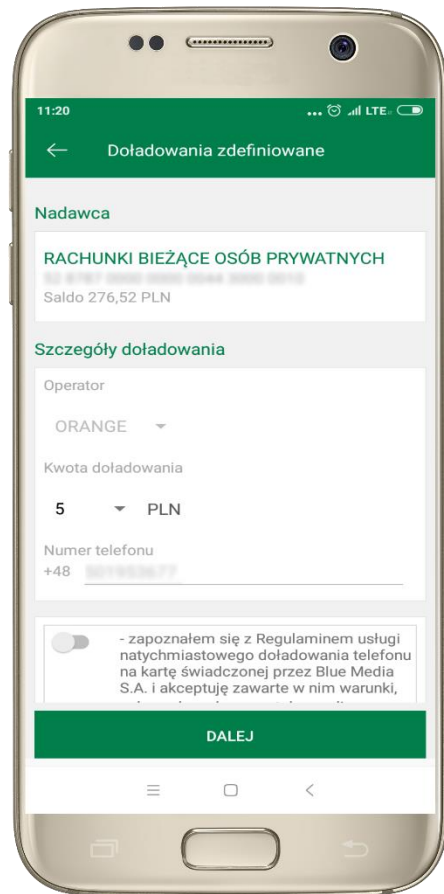 11:20
... LTE
Doładowania zdefiniowane
Nadawca
RACHUNKI BIEŻĄCE OSÓB PRYWATNYCH
Saldo 276,52 PLN
Szczegóły doładowania
Operator
ORANGE
Kwota doładowania
5 PLN
Numer telefonu
+48
- zapoznałem się z Regulaminem usługi
natychmiastowego doładowania telefonu
na kartę świadczonej przez Blue Media
S.A. i akceptuję zawarte w nim warunki,
DALEJ